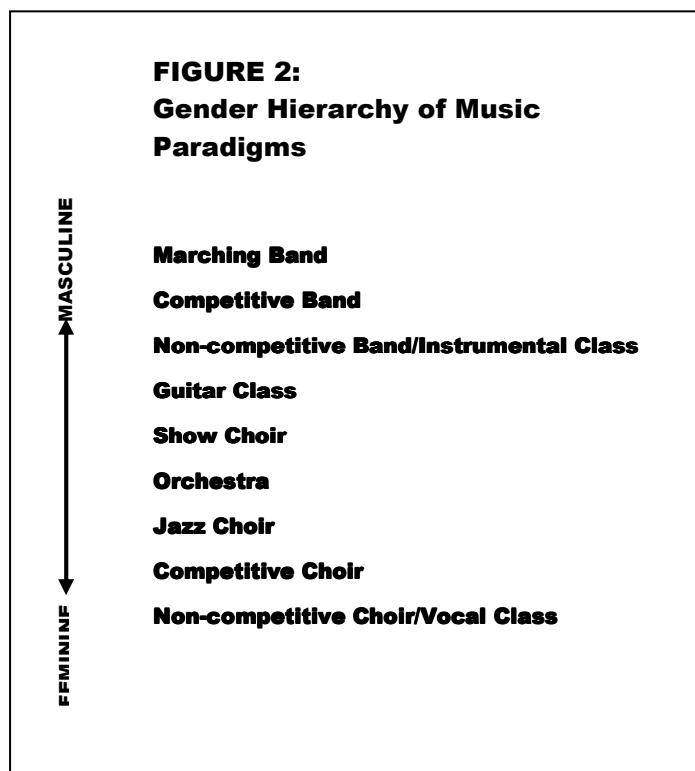 FIGURE 2:
Gender Hierarchy of Music
Paradigms
MASCULINE
Marching Band
Competitive Band
Non-competitive Band/Instrumental Class
Guitar Class
Show Choir
Orchestra
Jazz Choir
Competitive Choir
Non-competitive Choir/Vocal Class
FEMININE